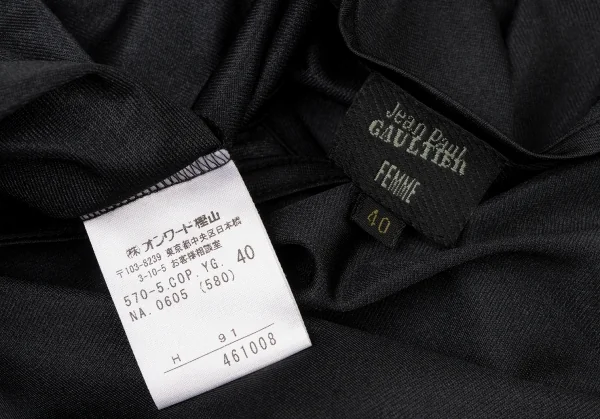 Jean Paul
GAULTIER
FEMME
40
(株)オンワード樫山
〒103-8239 東京都中央区日本橋
3-10-5 お客様相談室
570-5.COP.YG. 40
NA.0605 (580)
H 91
461008